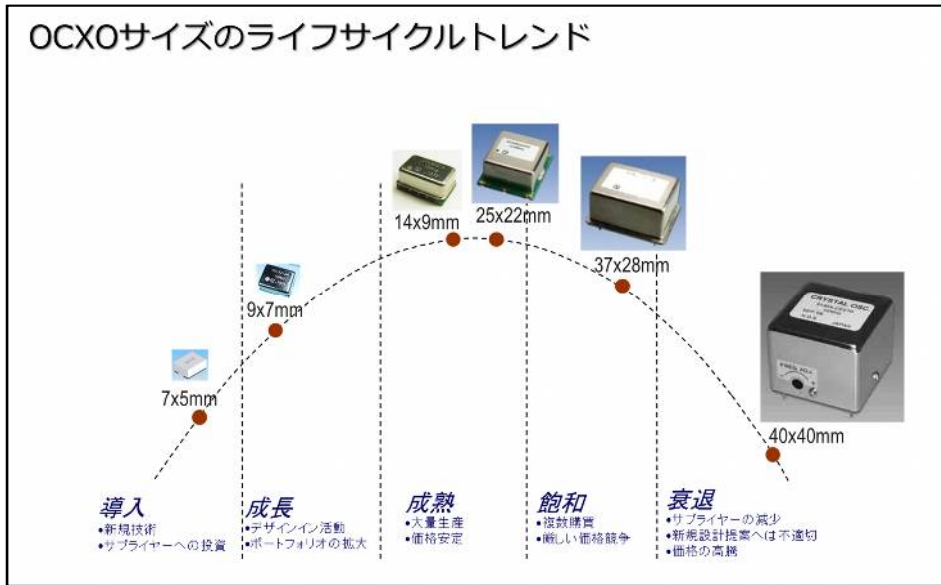 OCXOサイズのライフサイクルトレンド
14x9mm
25x22mm
37x28mm
9x7mm
7x5mm
CRYSTAL OSC.
JAPAN
FREQ. ADJ.
40x40mm
導入
•新規技術
•サプライヤーへの投資
成長
•デザインイン活動
•ポートフォリオの拡大
成熟
•大量生産
•価格安定
飽和
•複数購買
•厳しい価格競争
衰退
•サプライヤーの減少
•新規設計提案へは不適切
•価格の高騰